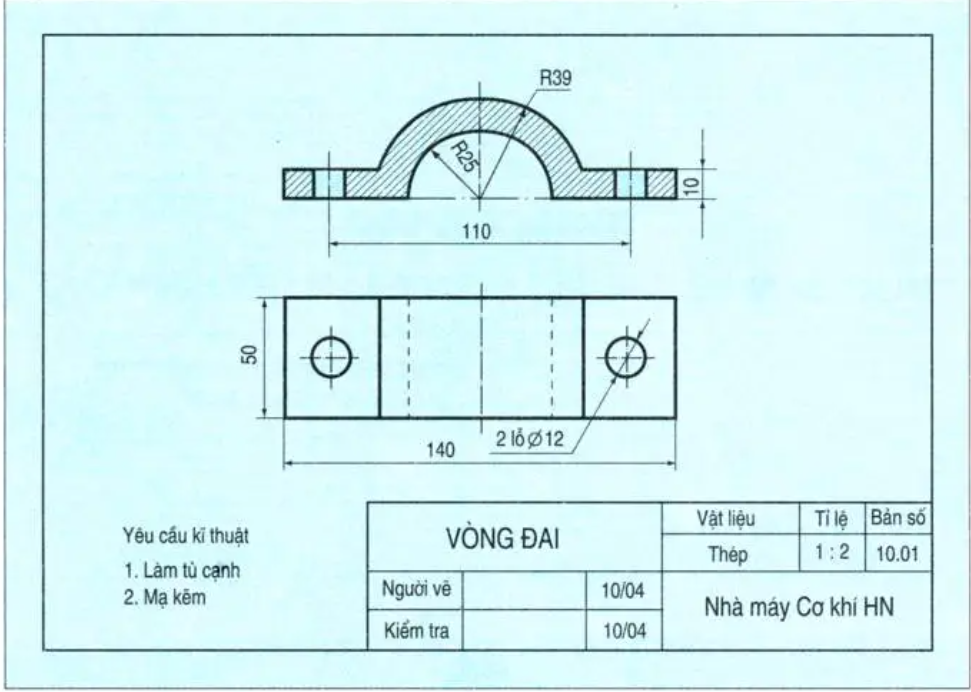 R39
R25
10
110
50
2 lỗ Ø 12
140
Yêu cầu kĩ thuật
1. Làm tù cạnh
2. Mạ kẽm
VÒNG ĐAI
Vật liệu
Tỉ lệ
Bản số
Thép
1 : 2
10.01
Người vẽ
10/04
Kiểm tra
10/04
Nhà máy Cơ khí HN